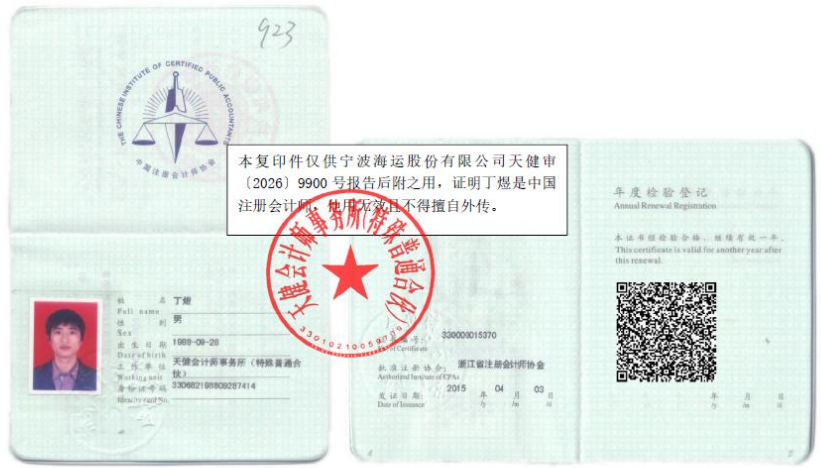 923
THE CHINESE INSTITUTE OF CERTIFIED PUBLIC ACCOUNTANTS
中国注册会计师协会
本复印件仅供宁波海运股份有限公司天健审
〔2026〕9900 号报告后附之用，证明丁煜是中国
注册会计师，他用无效且不得擅自外传。
天健会计师事务所(特殊普通合伙)
姓 名 丁煜
Full name
性 别 男
Sex
出生日期 1988-09-28
Date of birth
工作单位 天健会计师事务所（特殊普通合
伙）
Working unit
身份证号码 330682198809287414
Identity card No.
证书编号: 330000015370
No. of Certificate
批准注册协会: 浙江省注册会计师协会
Authorized Institute of CPAs
发证日期: 2015 年 04 月 03 日
Date of Issuance /y /m /d
年度检验登记
Annual Renewal Registration
本证书经检验合格，继续有效一年。
This certificate is valid for another year after
this renewal.
年 月 日
/y /m /d